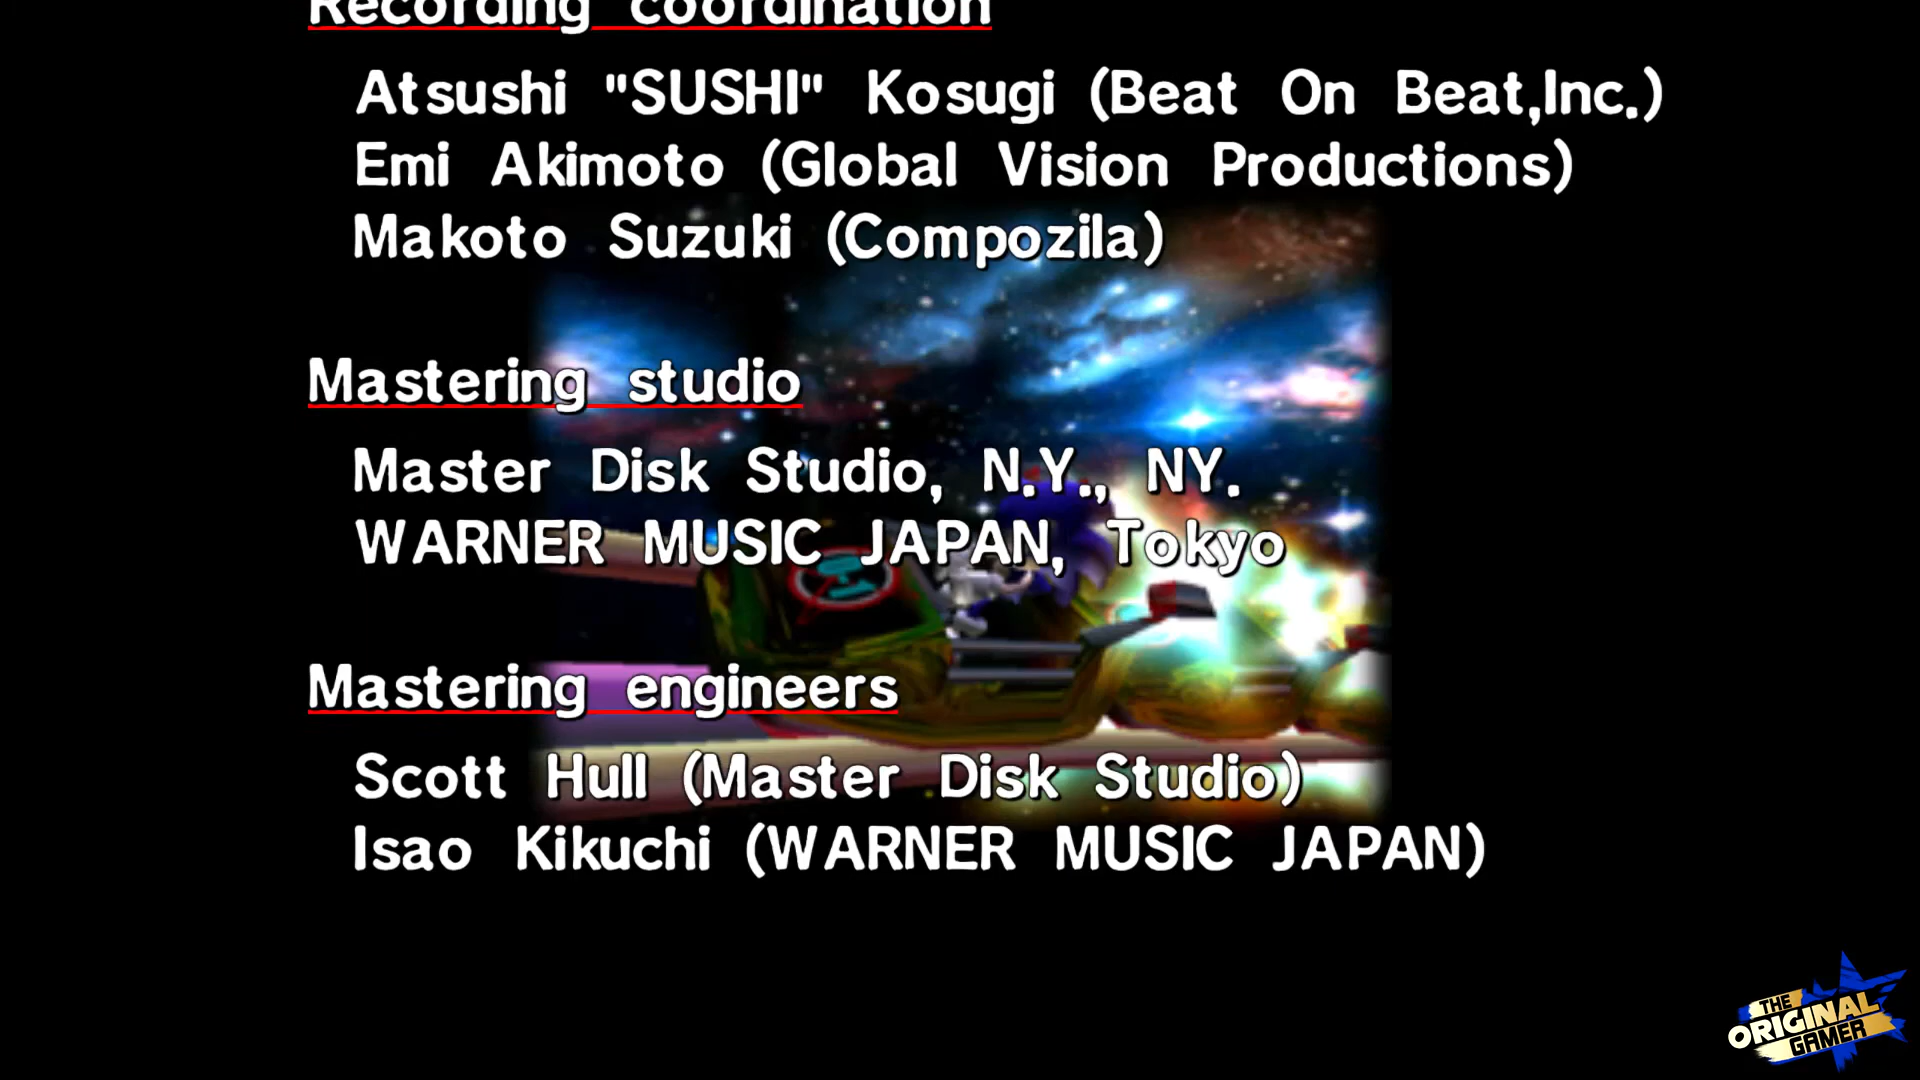 Recording coordination
Atsushi "SUSHI" Kosugi (Beat On Beat,Inc.)
Emi Akimoto (Global Vision Productions)
Makoto Suzuki (Compozila)
Mastering studio
Master Disk Studio, N.Y., NY.
WARNER MUSIC JAPAN, Tokyo
Mastering engineers
Scott Hull (Master Disk Studio)
Isao Kikuchi (WARNER MUSIC JAPAN)
THE
ORIGINAL
GAMER